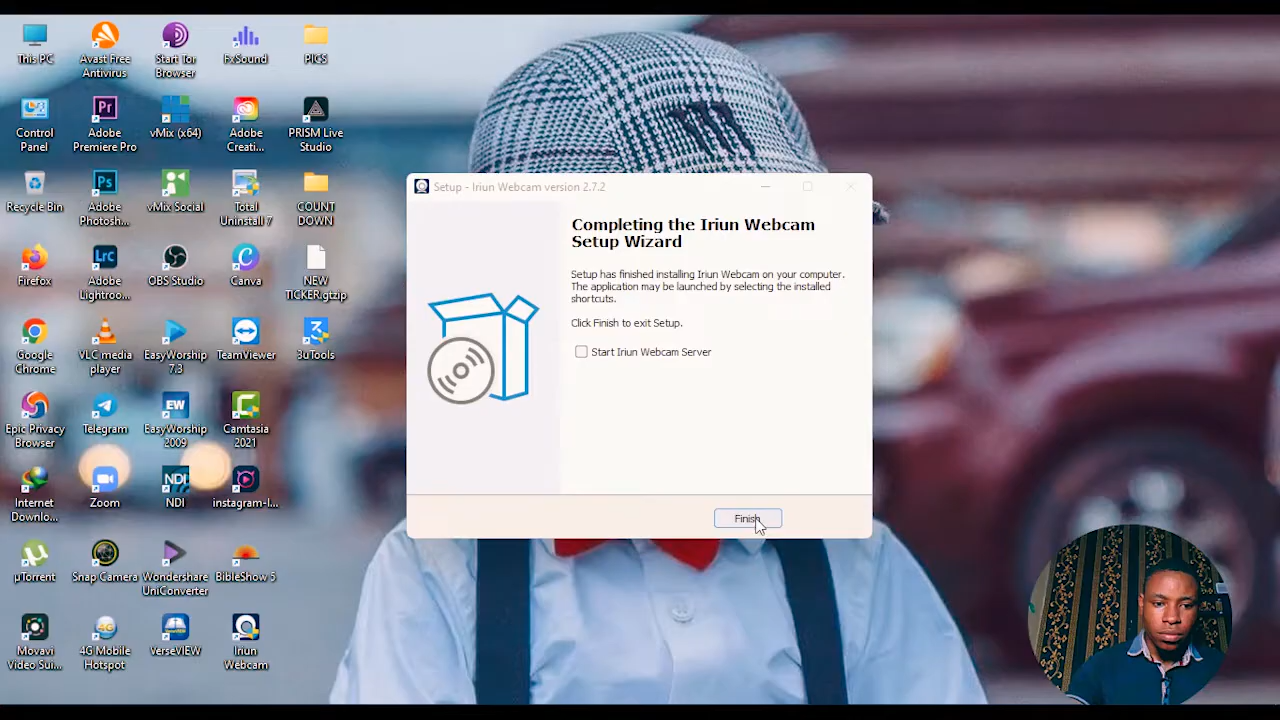 This PC
Avast Free
Antivirus
Start Tor
Browser
FxSound
PICS
Control
Panel
Adobe
Premiere Pro
vMix (x64)
Adobe
Creati...
PRISM Live
Studio
Recycle Bin
Adobe
Photosh...
vMix Social
Total
Uninstall 7
COUNT
DOWN
Firefox
Adobe
Lightroo...
OBS Studio
Canva
NEW
TICKER.gtzip
Google
Chrome
VLC media
player
EasyWorship
7.3
TeamViewer
3uTools
Epic Privacy
Browser
Telegram
EasyWorship
2009
Camtasia
2021
Internet
Downlo...
Zoom
NDI
instagram-l...
µTorrent
Snap Camera
Wondershare
UniConverter
BibleShow 5
Movavi
Video Sui...
4G Mobile
Hotspot
VerseVIEW
Iriun
Webcam
Setup - Iriun Webcam version 2.7.2
Completing the Iriun Webcam
Setup Wizard
Setup has finished installing Iriun Webcam on your computer.
The application may be launched by selecting the installed
shortcuts.
Click Finish to exit Setup.
Start Iriun Webcam Server
Finish